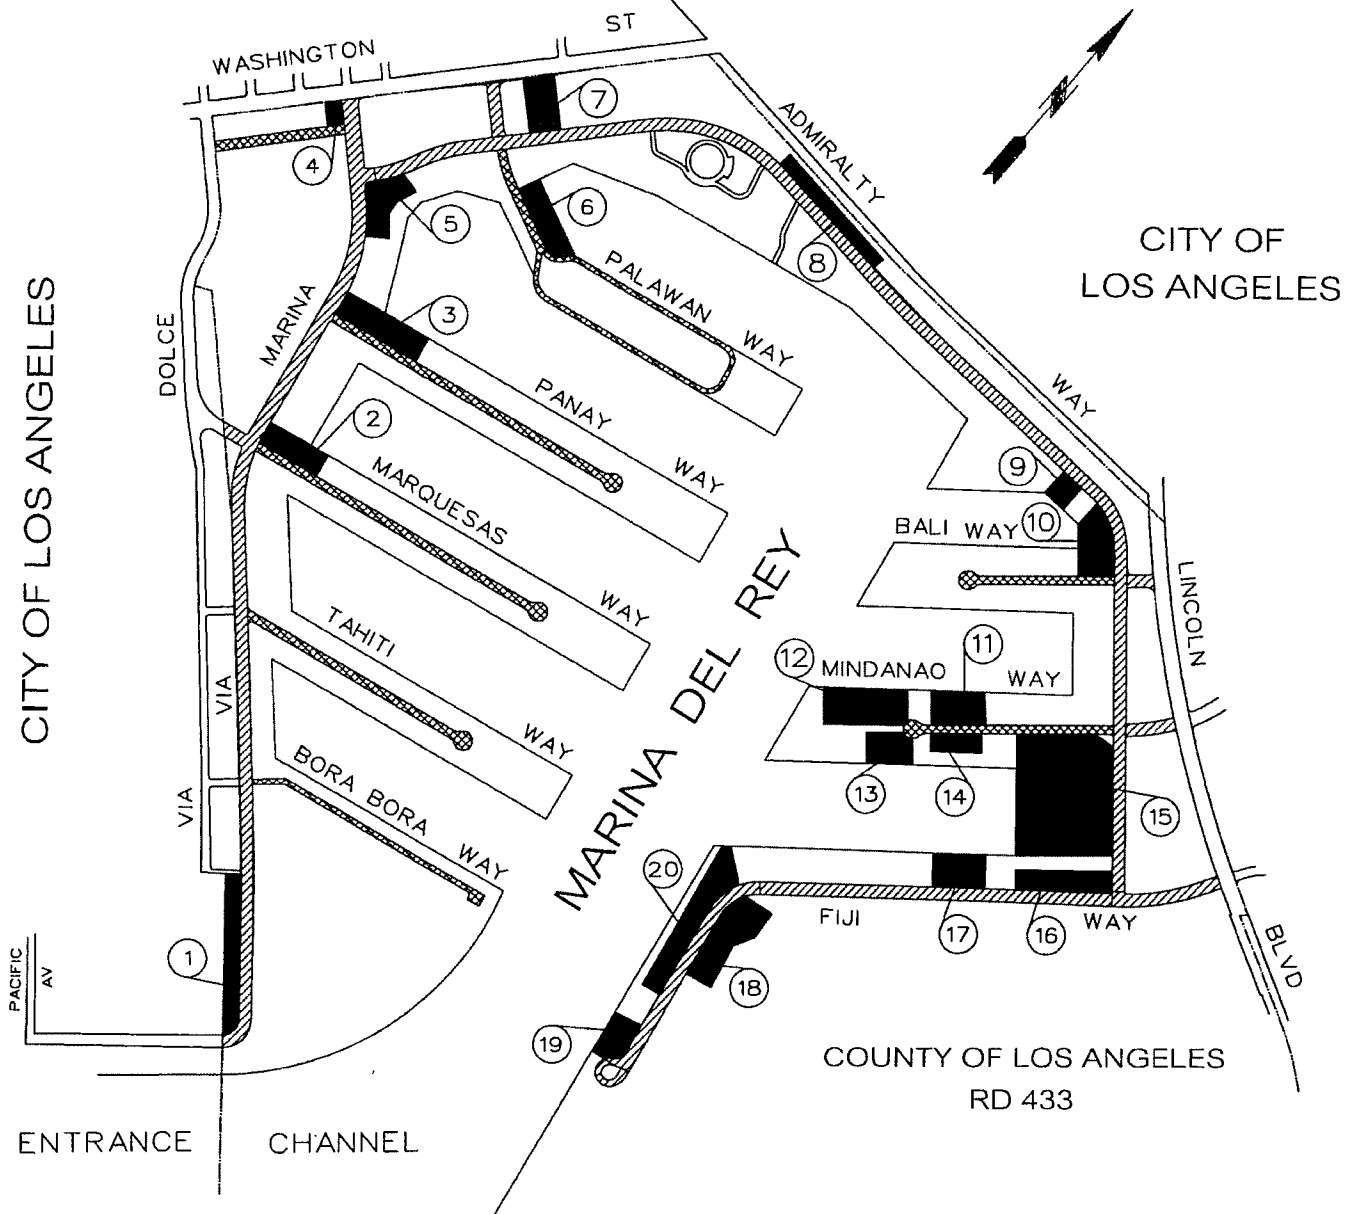 ST
WASHINGTON
7
ADMIRALTY
4
6
5
CITY OF
LOS ANGELES
8
PALAWAN
WAY
MARINA
3
DOLCE
CITY OF LOS ANGELES
PANAY
WAY
WAY
2
MARQUESAS
WAY
9
10
BALI WAY
MARINA DEL REY
LINCOLN
TAHITI
WAY
11
12
MINDANAO WAY
VIA
BORA BORA
WAY
VIA
13
14
15
20
FIJI
WAY
17
16
BLVD
1
PACIFIC
AV
18
19
COUNTY OF LOS ANGELES
RD 433
ENTRANCE CHANNEL